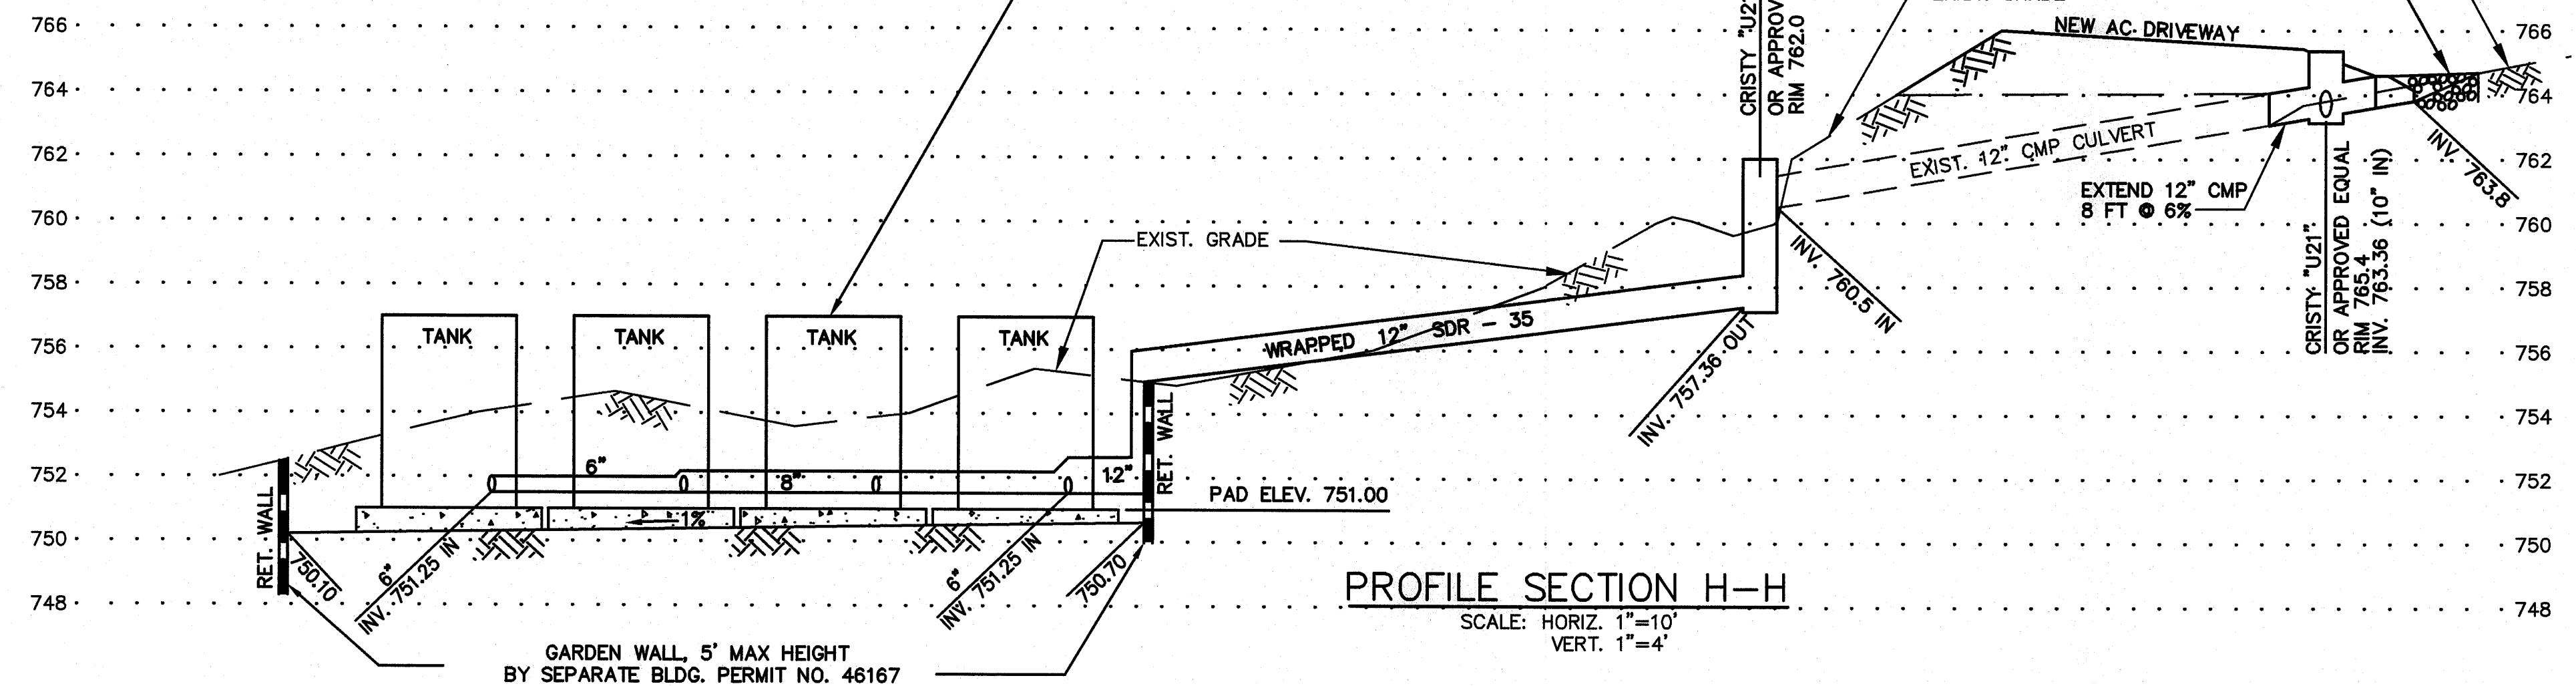 766
764
762
760
758
756
754
752
750
748
TANK
TANK
TANK
TANK
6"
8"
12"
1%
RET. WALL
750.10
6"
INV. 751.25 IN
6"
INV. 751.25 IN
750.70
RET. WALL
PAD ELEV. 751.00
GARDEN WALL, 5' MAX HEIGHT
BY SEPARATE BLDG. PERMIT NO. 46167
EXIST. GRADE
WRAPPED 12" SDR - 35
INV. 757.36 OUT
INV. 760.5 IN
RIM 762.0
EXIST. 12" CMP CULVERT
NEW AC DRIVEWAY
EXTEND 12" CMP
8 FT @ 6%
CRISTY "U21"
OR APPROVED EQUAL
RIM 765.4
INV. 763.36 (10" IN)
INV. 763.8
PROFILE SECTION H-H
SCALE: HORIZ. 1"=10'
VERT. 1"=4'
766
764
762
760
758
756
754
752
750
748